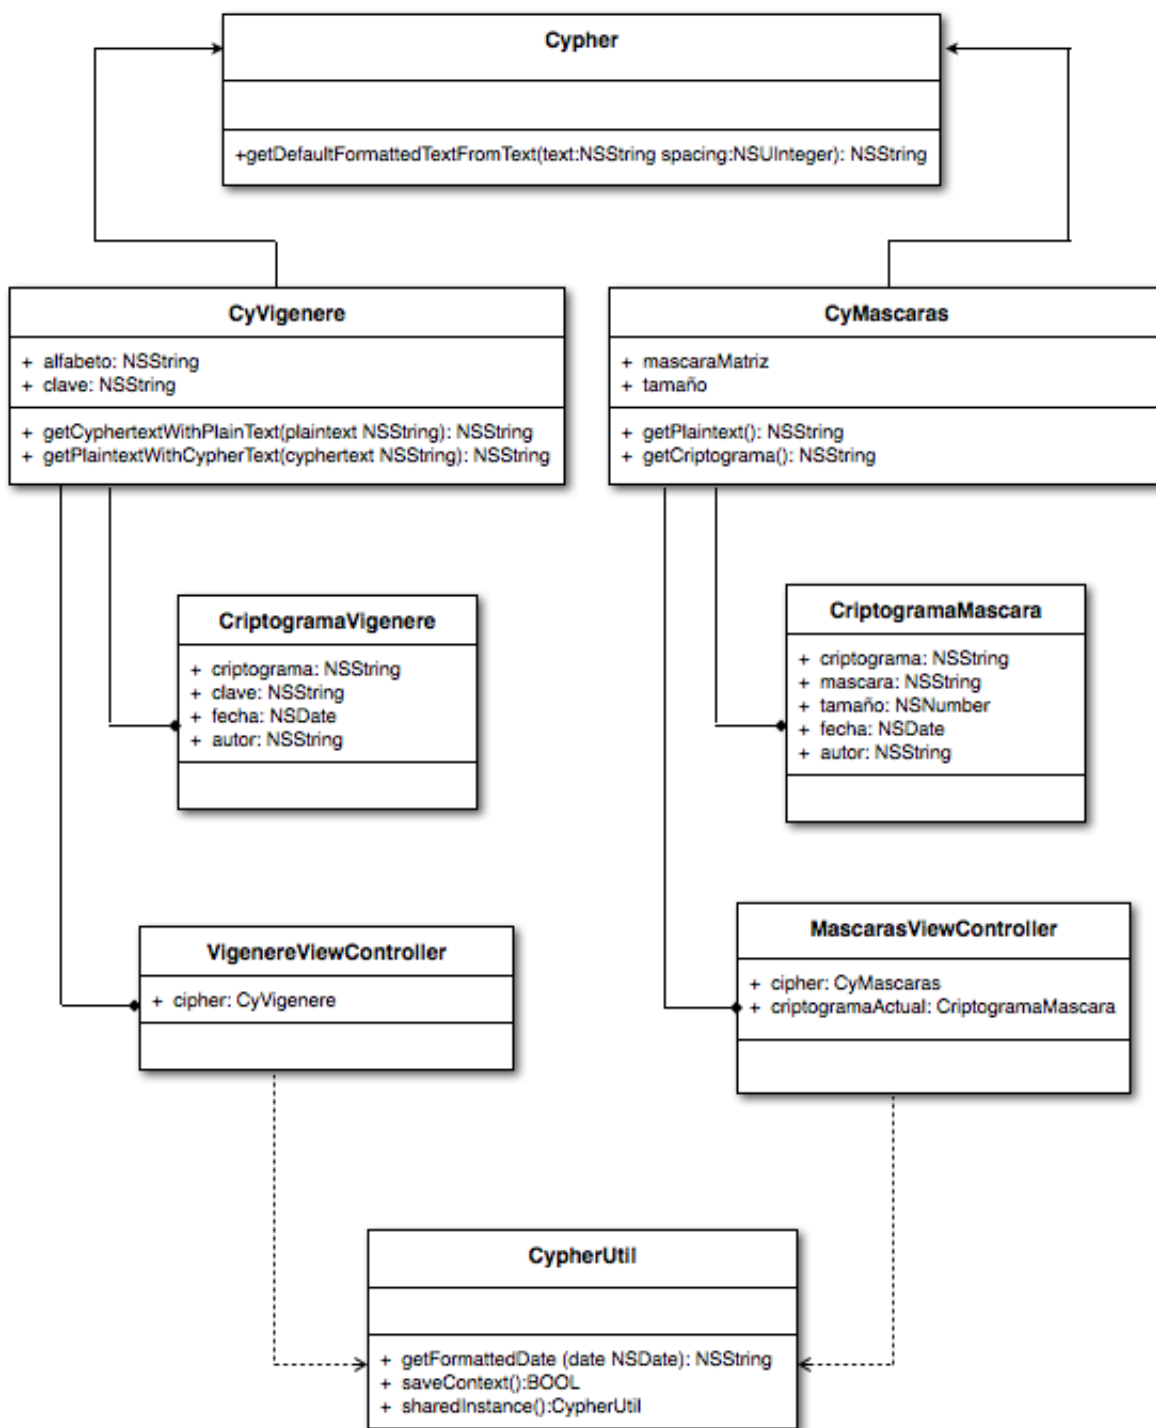 Cypher
+getDefaultFormattedTextFromText(text:NSString spacing:NSUInteger): NSString
CyVigenere
+ alfabeto: NSString
+ clave: NSString
+ getCyphertextWithPlainText(plaintext NSString): NSString
+ getPlaintextWithCypherText(cyphertext NSString): NSString
CyMascaras
+ mascaraMatriz
+ tamaño
+ getPlaintext(): NSString
+ getCriptograma(): NSString
CriptogramaVigenere
+ criptograma: NSString
+ clave: NSString
+ fecha: NSDate
+ autor: NSString
CriptogramaMascara
+ criptograma: NSString
+ mascara: NSString
+ tamaño: NSNumber
+ fecha: NSDate
+ autor: NSString
VigenereViewController
+ cipher: CyVigenere
MascarasViewController
+ cipher: CyMascaras
+ criptogramaActual: CriptogramaMascara
CypherUtil
+ getFormattedDate (date NSDate): NSString
+ saveContext():BOOL
+ sharedInstance():CypherUtil